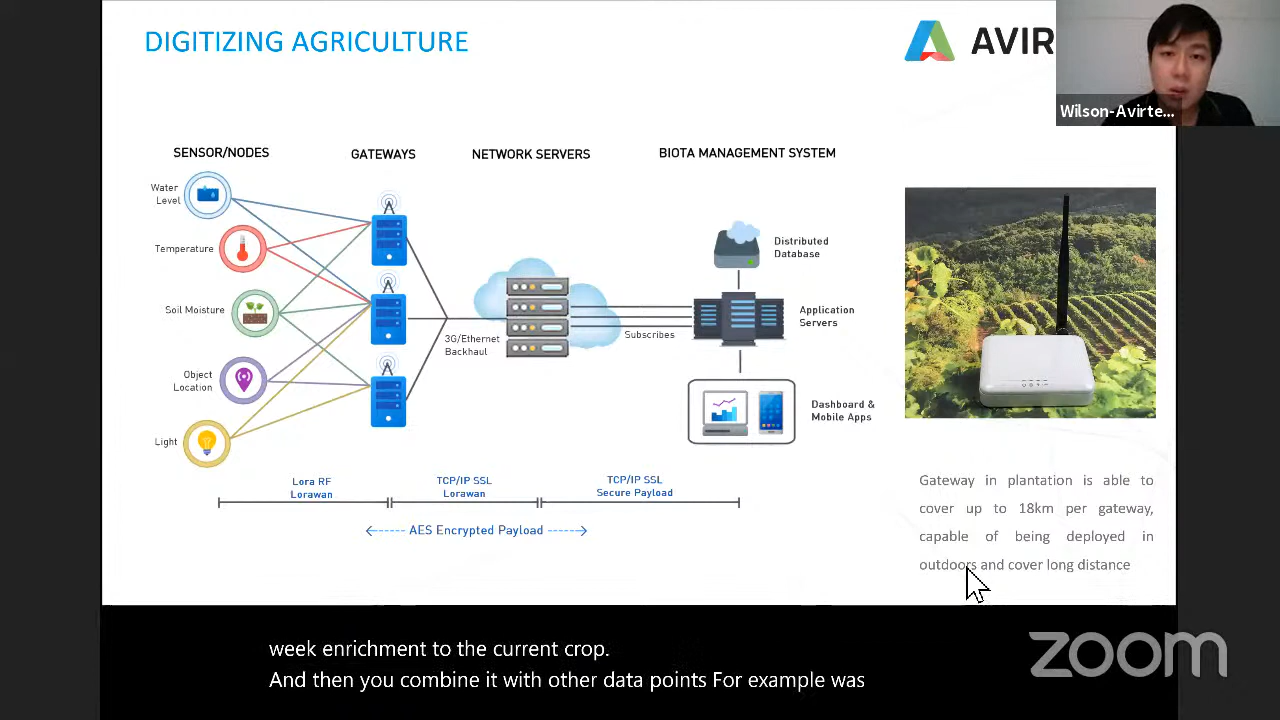 DIGITIZING AGRICULTURE
AVIR
Wilson-Avirte...
SENSOR/NODES
GATEWAYS
NETWORK SERVERS
BIOTA MANAGEMENT SYSTEM
Water
Level
Temperature
Soil Moisture
Object
Location
Light
3G/Ethernet
Backhaul
Subscribes
Distributed
Database
Application
Servers
Dashboard &
Mobile Apps
Lora RF
Lorawan
TCP/IP SSL
Lorawan
TCP/IP SSL
Secure Payload
AES Encrypted Payload
Gateway in plantation is able to
cover up to 18km per gateway,
capable of being deployed in
outdoors and cover long distance
week enrichment to the current crop.
And then you combine it with other data points For example was
zoom